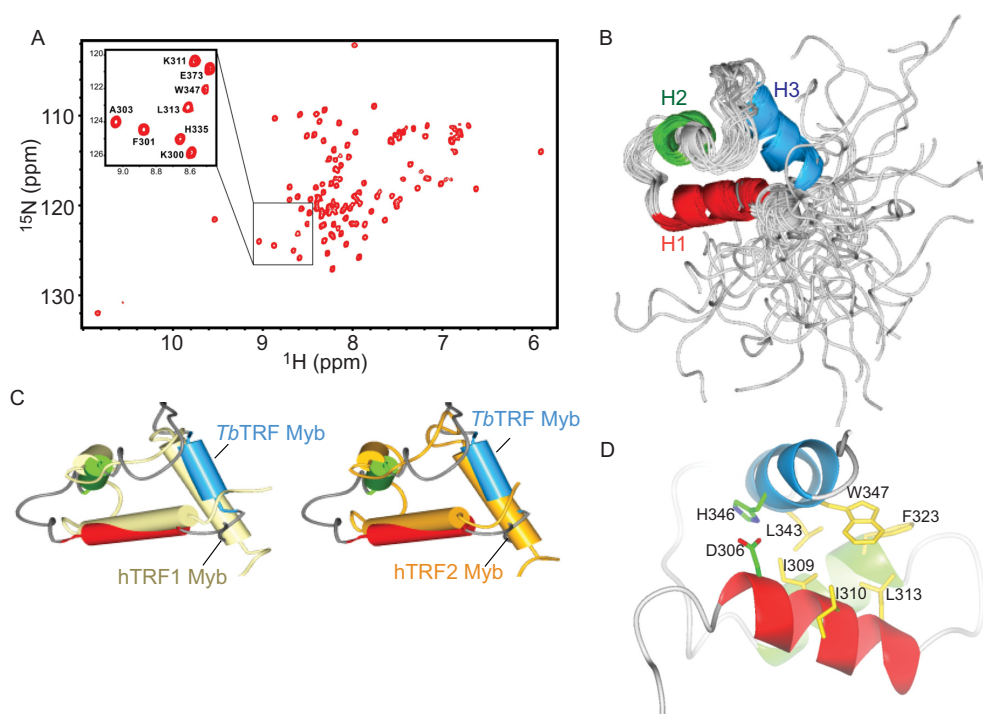 A
120
122
124
126
9.0
8.8
8.6
K311
E373
W347
L313
A303
H335
F301
K300
110
120
130
15N (ppm)
10
9
8
7
6
1H (ppm)
B
H2
H3
H1
C
TbTRF Myb
hTRF1 Myb
TbTRF Myb
hTRF2 Myb
D
W347
H346
L343
F323
D306
I309
I310
L313